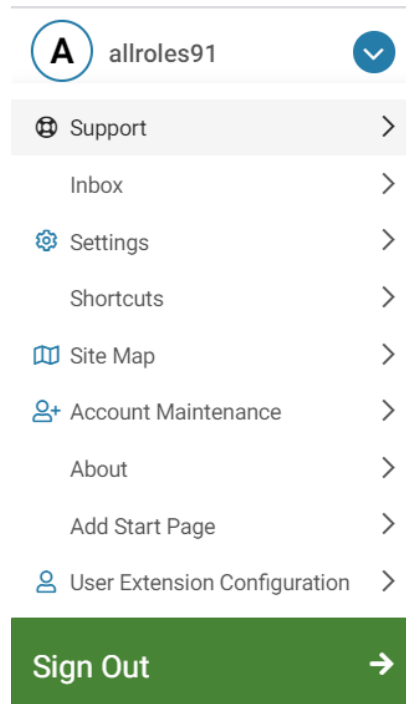 A allroles91
Support
Inbox
Settings
Shortcuts
Site Map
Account Maintenance
About
Add Start Page
User Extension Configuration
Sign Out